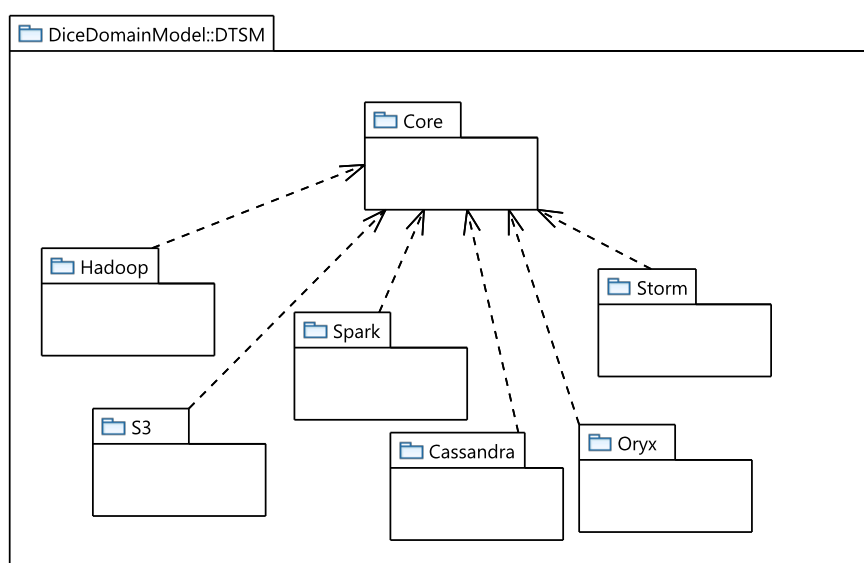 DiceDomainModel::DTSM
Core
Hadoop
Storm
Spark
S3
Cassandra
Oryx